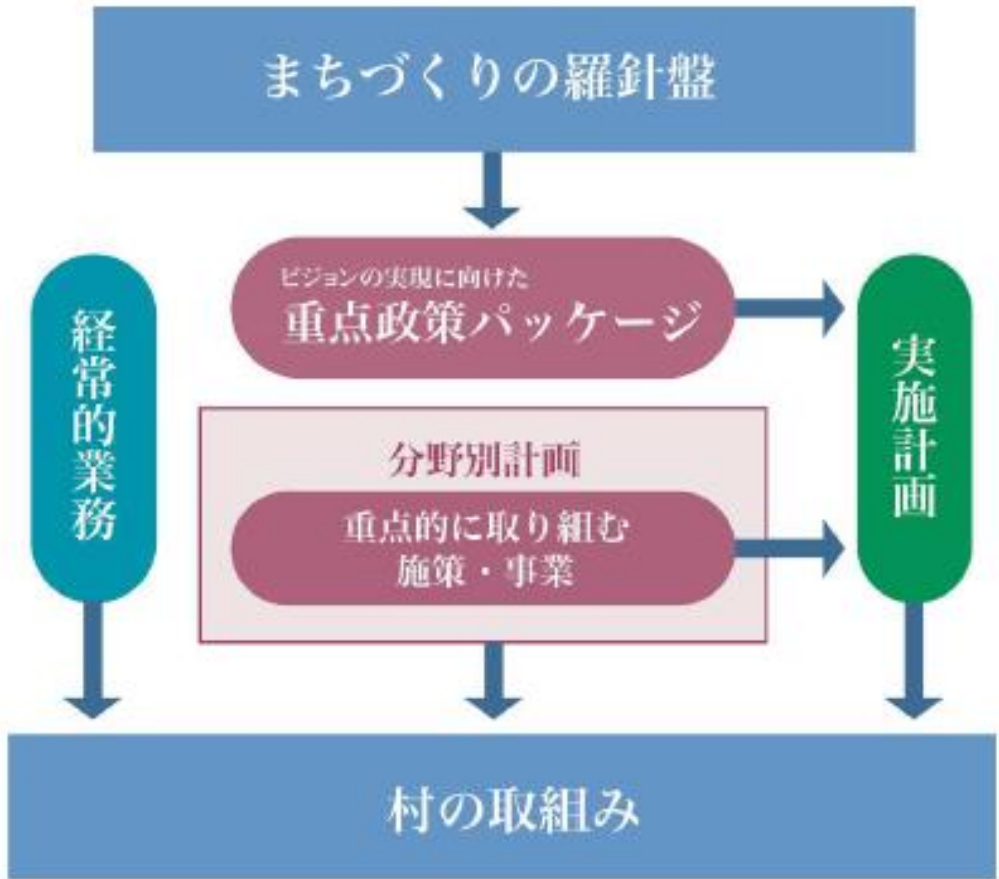 まちづくりの羅針盤
ビジョンの実現に向けた
重点政策パッケージ
経常的業務
実施計画
分野別計画
重点的に取り組む
施策・事業
村の取組み